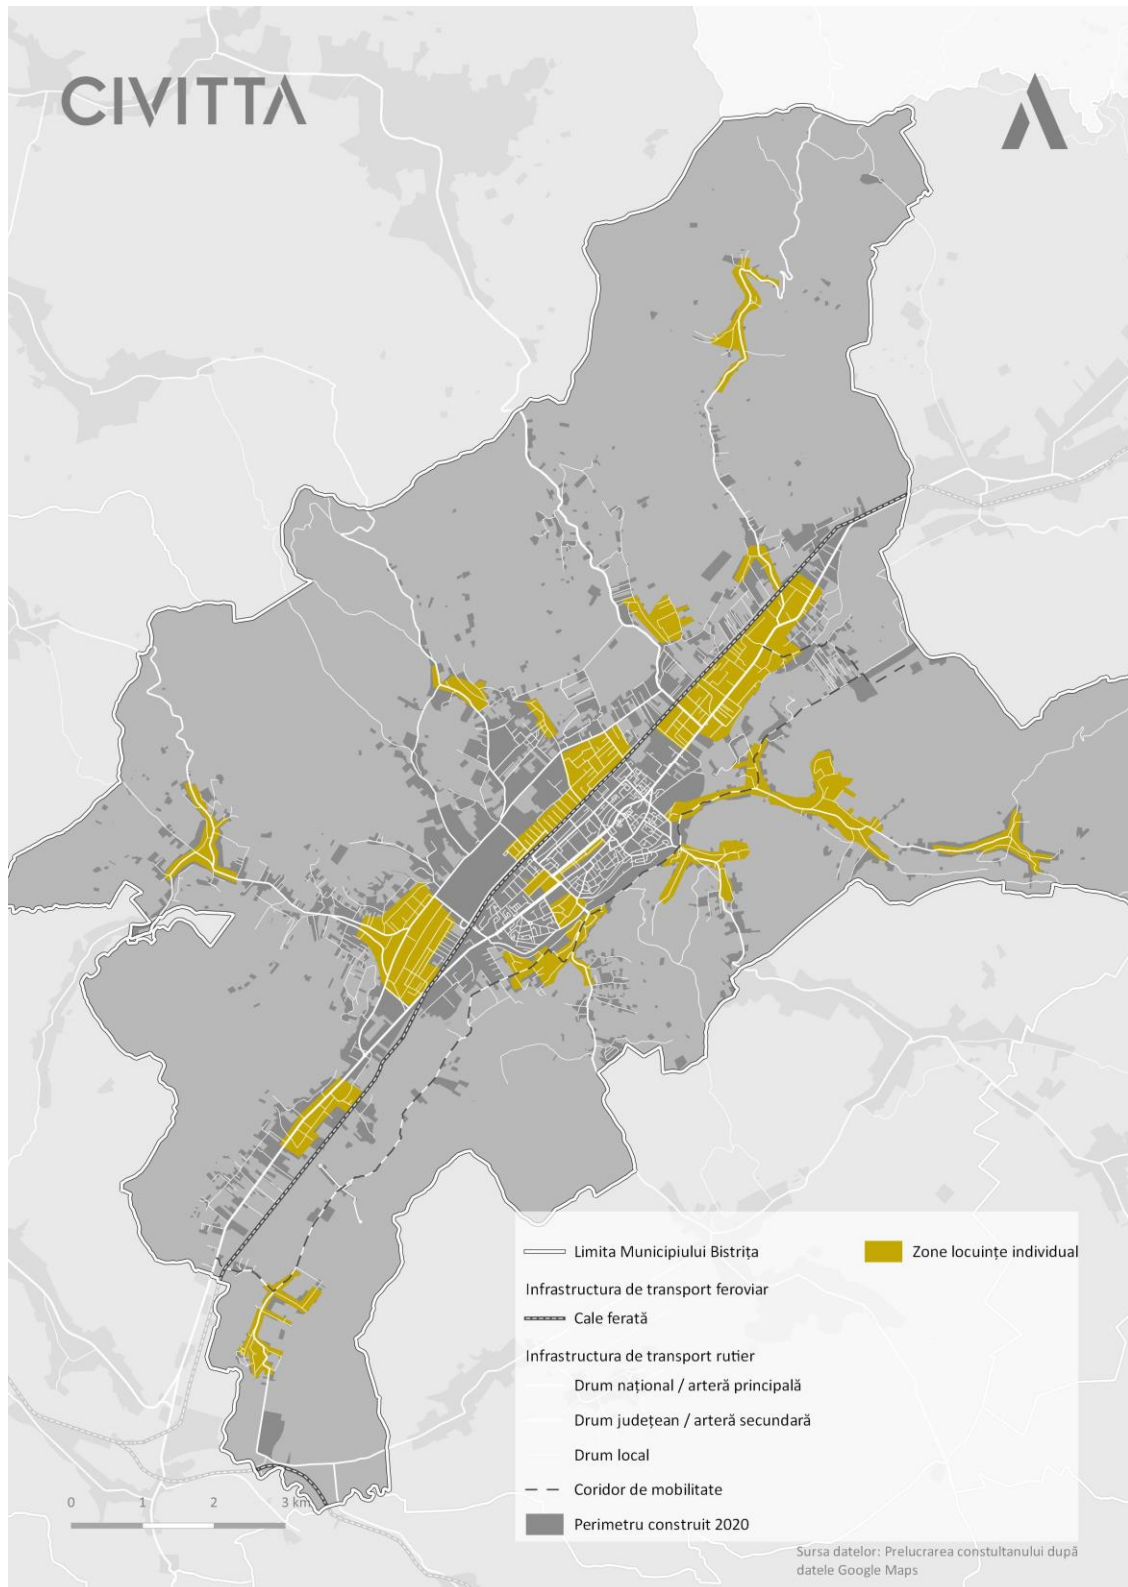 CIVITTA
Limita Municipiului Bistrița
Zone locuințe individual
Infrastructura de transport feroviar
Cale ferată
Infrastructura de transport rutier
Drum național / arteră principală
Drum județean / arteră secundară
Drum local
Coridor de mobilitate
Perimetru construit 2020
0 1 2 3 km
Sursa datelor: Prelucrarea constultanului după
datele Google Maps